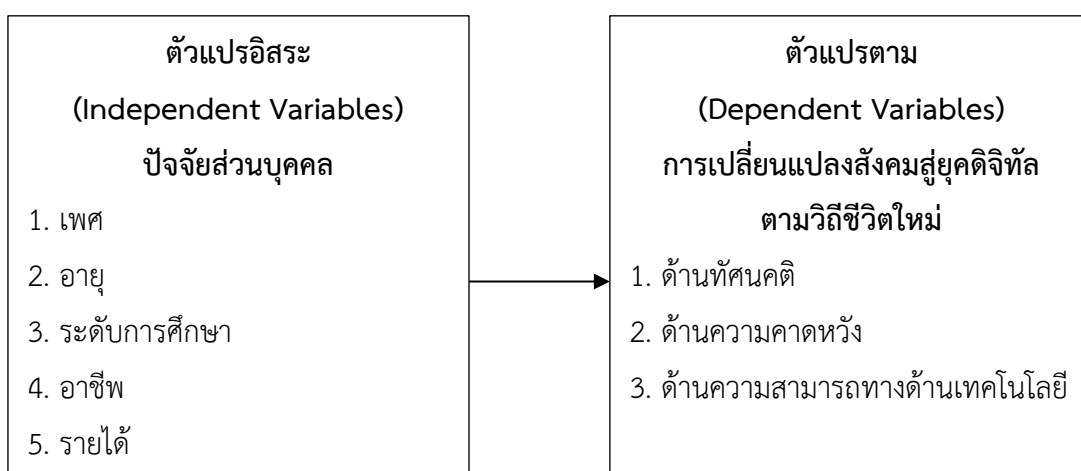 ตัวแปรอิสระ
(Independent Variables)
ปัจจัยส่วนบุคคล
1. เพศ
2. อายุ
3. ระดับการศึกษา
4. อาชีพ
5. รายได้
ตัวแปรตาม
(Dependent Variables)
การเปลี่ยนแปลงสังคมสู่ยุคดิจิทัล
ตามวิถีชีวิตใหม่
1. ด้านทัศนคติ
2. ด้านความคาดหวัง
3. ด้านความสามารถทางด้านเทคโนโลยี